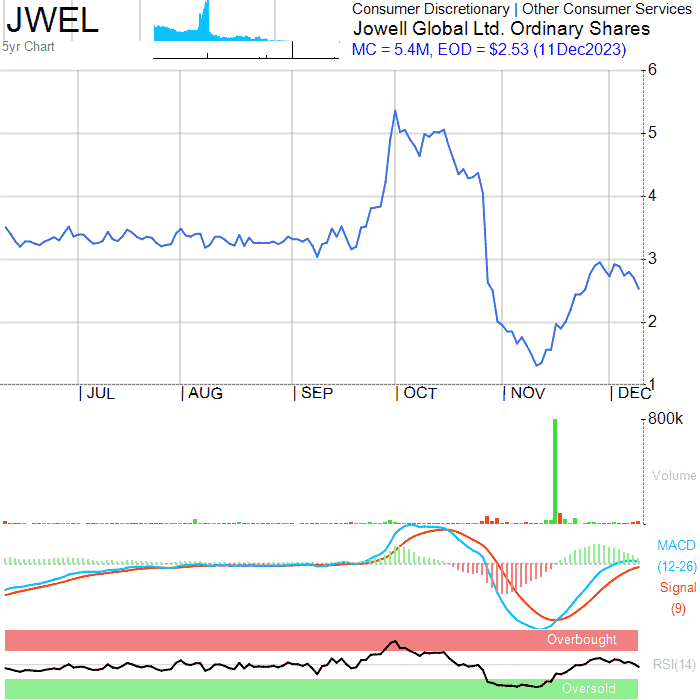 JWEL
5yr Chart
Consumer Discretionary | Other Consumer Services
Jowell Global Ltd. Ordinary Shares
MC = 5.4M, EOD = $2.53 (11Dec2023)
6
5
4
3
2
1
| JUL | AUG | SEP | OCT | NOV | DEC
800k
Volume
MACD
(12-26)
Signal
(9)
Overbought
RSI(14)
Oversold